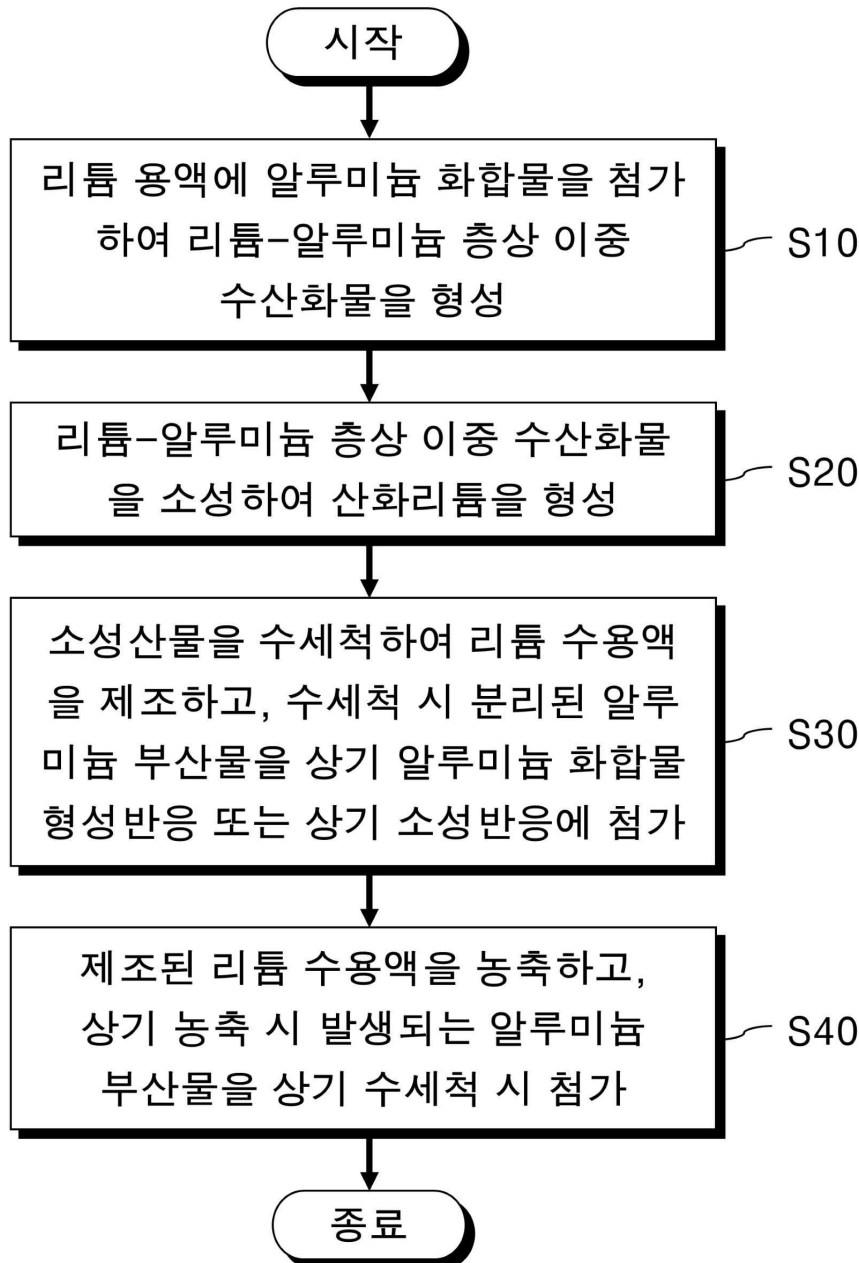 시작
리튬 용액에 알루미늄 화합물을 첨가
하여 리튬-알루미늄 층상 이중
수산화물을 형성
S10
리튬-알루미늄 층상 이중 수산화물
을 소성하여 산화리튬을 형성
S20
소성산물을 수세척하여 리튬 수용액
을 제조하고, 수세척 시 분리된 알루
미늄 부산물을 상기 알루미늄 화합물
형성반응 또는 상기 소성반응에 첨가
S30
제조된 리튬 수용액을 농축하고,
상기 농축 시 발생되는 알루미늄
부산물을 상기 수세척 시 첨가
S40
종료